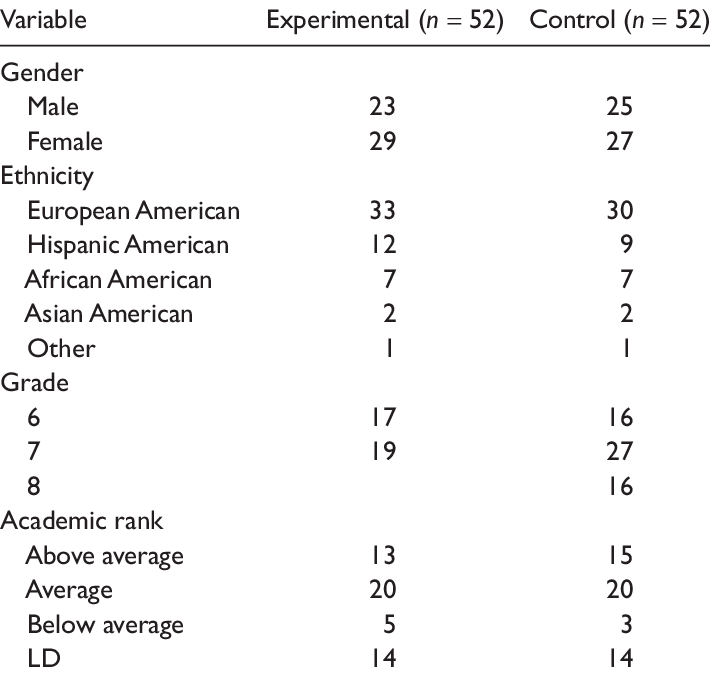 Variable Experimental (n = 52) Control (n = 52)
Gender
Male 23 25
Female 29 27
Ethnicity
European American 33 30
Hispanic American 12 9
African American 7 7
Asian American 2 2
Other 1 1
Grade
6 17 16
7 19 27
8 16
Academic rank
Above average 13 15
Average 20 20
Below average 5 3
LD 14 14